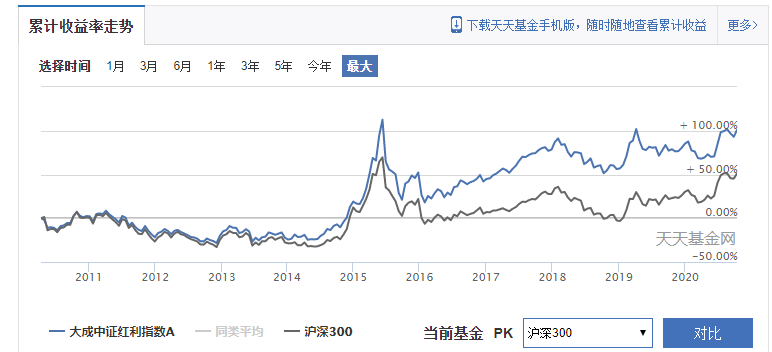 累计收益率走势
下载天天基金手机版，随时随地查看累计收益
更多>
选择时间 1月 3月 6月 1年 3年 5年 今年 最大
+ 100.00%
+ 50.00%
0.00%
天天基金网
-50.00%
2011 2012 2013 2014 2015 2016 2017 2018 2019 2020
大成中证红利指数A 同类平均 沪深300
当前基金 PK 沪深300 对比